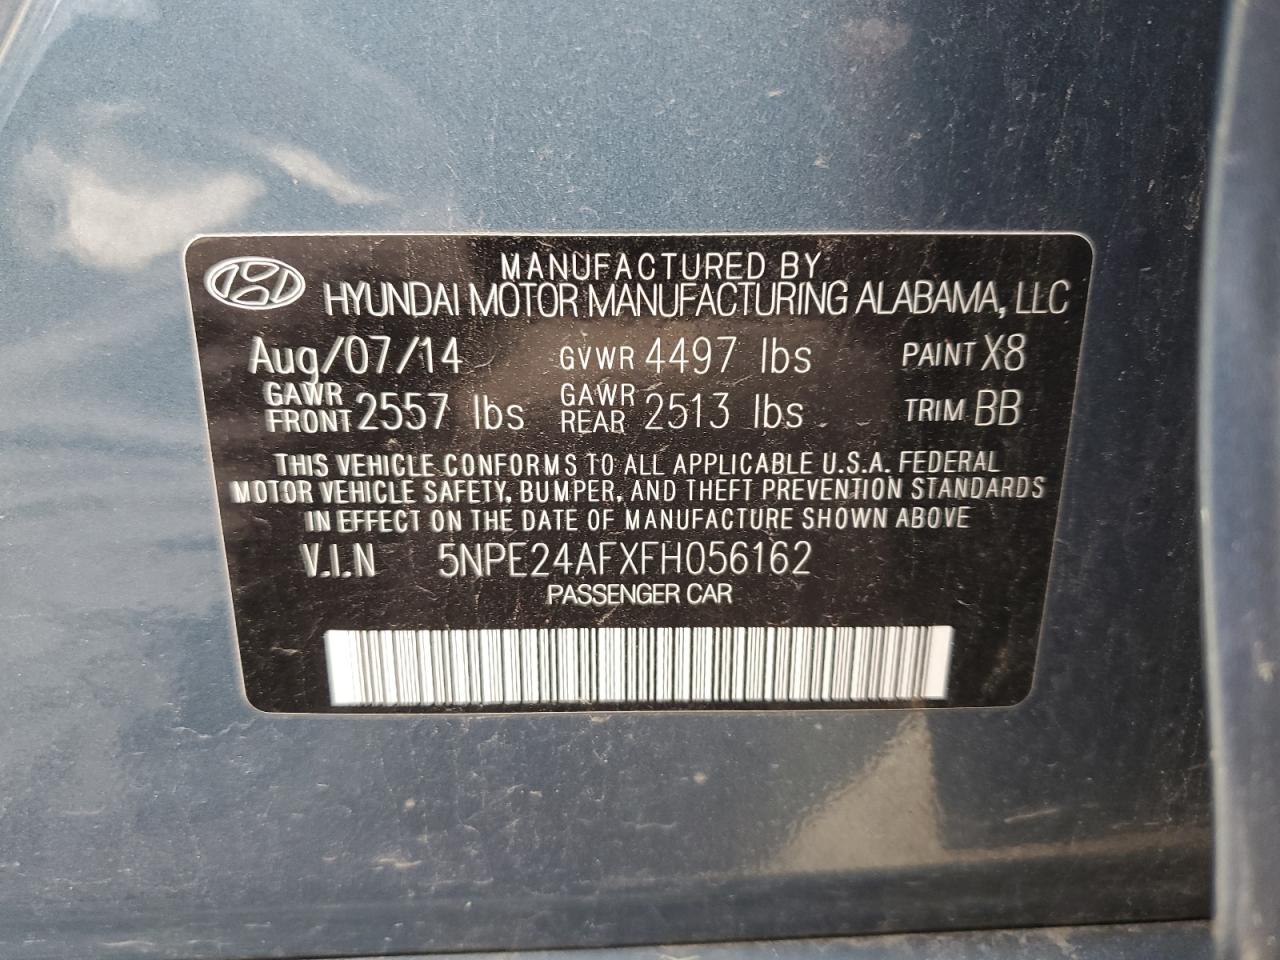 MANUFACTURED BY
HYUNDAI MOTOR MANUFACTURING ALABAMA, LLC
Aug/07/14 GVWR 4497 lbs PAINT X8
GAWR FRONT 2557 lbs GAWR REAR 2513 lbs TRIM BB
THIS VEHICLE CONFORMS TO ALL APPLICABLE U.S.A. FEDERAL
MOTOR VEHICLE SAFETY, BUMPER, AND THEFT PREVENTION STANDARDS
IN EFFECT ON THE DATE OF MANUFACTURE SHOWN ABOVE
V.I.N 5NPE24AFXFH056162
PASSENGER CAR